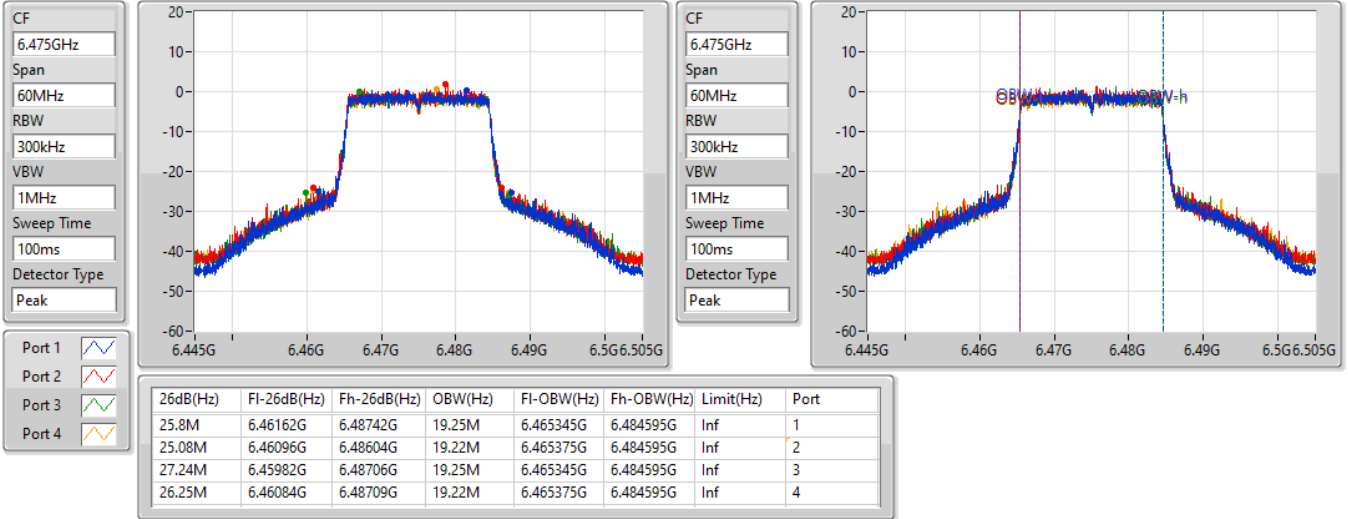 CF
6.475GHz
Span
60MHz
RBW
300kHz
VBW
1MHz
Sweep Time
100ms
Detector Type
Peak
20
10
0
-10
-20
-30
-40
-50
-60
6.445G 6.46G 6.47G 6.48G 6.49G 6.5G 6.505G
CF
6.475GHz
Span
60MHz
RBW
300kHz
VBW
1MHz
Sweep Time
100ms
Detector Type
Peak
20
10
0
-10
-20
-30
-40
-50
-60
OBW-h
6.445G 6.46G 6.47G 6.48G 6.49G 6.5G 6.505G
Port 1
Port 2
Port 3
Port 4
26dB(Hz) Fl-26dB(Hz) Fh-26dB(Hz) OBW(Hz) Fl-OBW(Hz) Fh-OBW(Hz) Limit(Hz) Port
25.8M 6.46162G 6.48742G 19.25M 6.465345G 6.484595G Inf 1
25.08M 6.46096G 6.48604G 19.22M 6.465375G 6.484595G Inf 2
27.24M 6.45982G 6.48706G 19.25M 6.465345G 6.484595G Inf 3
26.25M 6.46084G 6.48709G 19.22M 6.465375G 6.484595G Inf 4